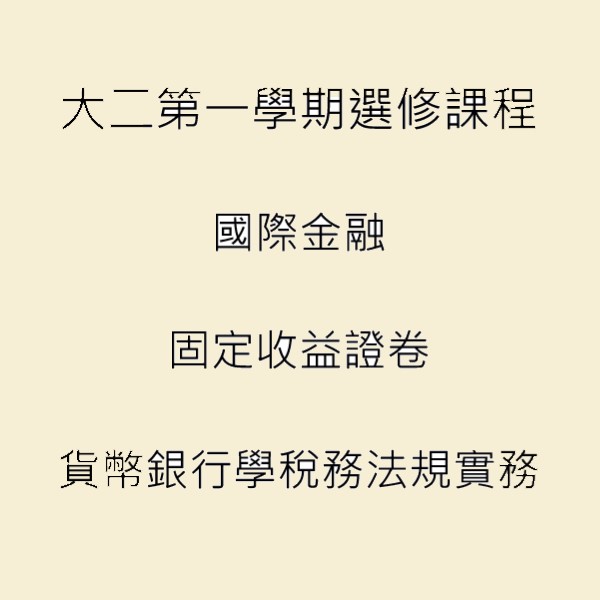 大二第一學期選修課程
國際金融
固定收益證卷
貨幣銀行學稅務法規實務